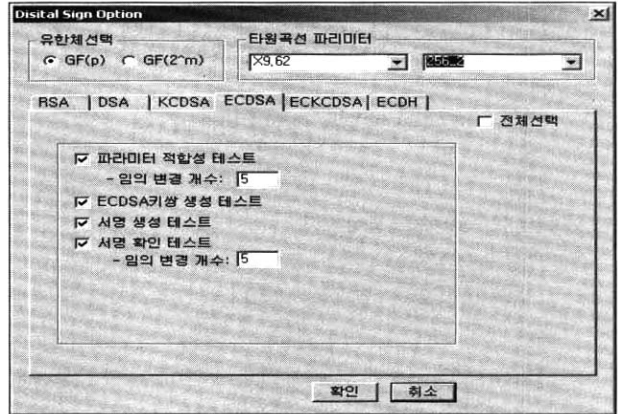 Disital Sign Option
유한체선택
GF(p) GF(2^m)
타원곡선 파리미터
X9,62
RSA DSA KCDSA ECDSA ECKCDSA ECDH
전체선택
파라미터 적합성 테스트
- 임의 변경 개수: 5
ECDSA키쌍 생성 테스트
서명 생성 테스트
서명 확인 테스트
- 임의 변경 개수: 5
확인 취소